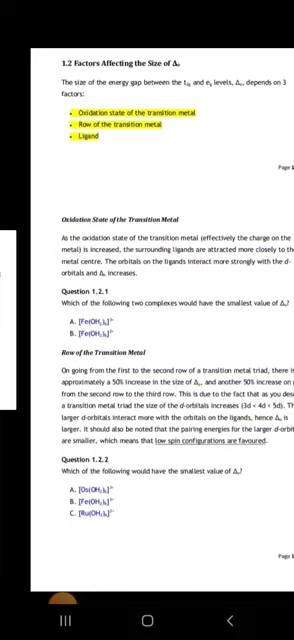 1.2 Factors Affecting the Size of Δₒ
The size of the energy gap between the t₂g and eg levels, Δₒ, depends on 3
factors:
• Oxidation state of the transition metal
• Row of the transition metal
• Ligand
Page 1
Oxidation State of the Transition Metal
As the oxidation state of the transition metal (effectively the charge on the
metal) is increased, the surrounding ligands are attracted more closely to the
metal centre. The orbitals on the ligands interact more strongly with the d-
orbitals and Δₒ increases.
Question 1.2.1
Which of the following two complexes would have the smallest value of Δₒ?
A. [Fe(OH₂)₆]
B. [Fe(OH₂)₆]
Row of the Transition Metal
On going from the first to the second row of a transition metal triad, there is
approximately a 50% increase in the size of Δₒ, and another 50% increase on
from the second row to the third row. This is due to the fact that as you
a transition metal triad the size of the d-orbitals increases (3d < 4d < 5d).
larger d-orbitals interact more with the orbitals on the ligands, hence Δₒ is
larger. It should also be noted that the pairing energies for the larger
are smaller, which means that low spin configurations are favoured.
Question 1.2.2
Which of the following would have the smallest value of Δₒ?
A. [Os(OH₂)₆]
B. [Fe(OH₂)₆]
C. [Ru(OH₂)₆]
Page